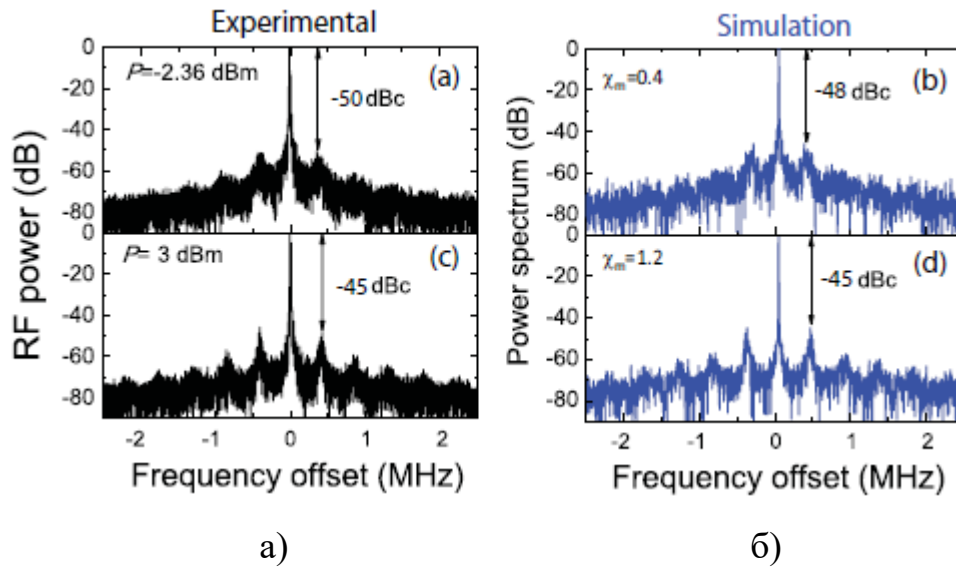 Experimental
Simulation
RF power (dB)
0
-20
-40
-60
-80
P=-2.36 dBm
(a)
-50 dBc
0
-20
-40
-60
-80
P= 3 dBm
(c)
-45 dBc
-2 -1 0 1 2
Frequency offset (MHz)
Power spectrum (dB)
0
-20
-40
-60
-80
χm=0.4
(b)
-48 dBc
0
-20
-40
-60
-80
χm=1.2
(d)
-45 dBc
-2 -1 0 1 2
Frequency offset (MHz)
а)
б)